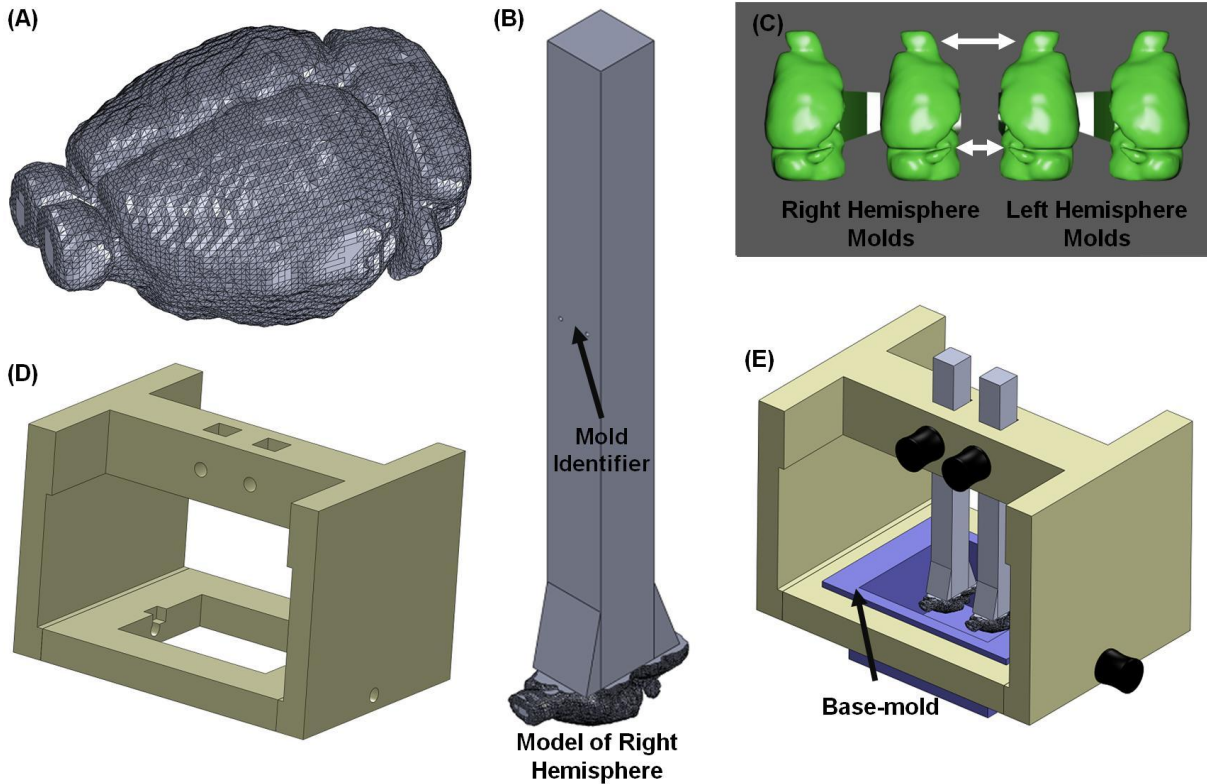 (A)
(B)
(C)
Right Hemisphere
Molds
Left Hemisphere
Molds
(D)
Mold
Identifier
Model of Right
Hemisphere
(E)
Base-mold